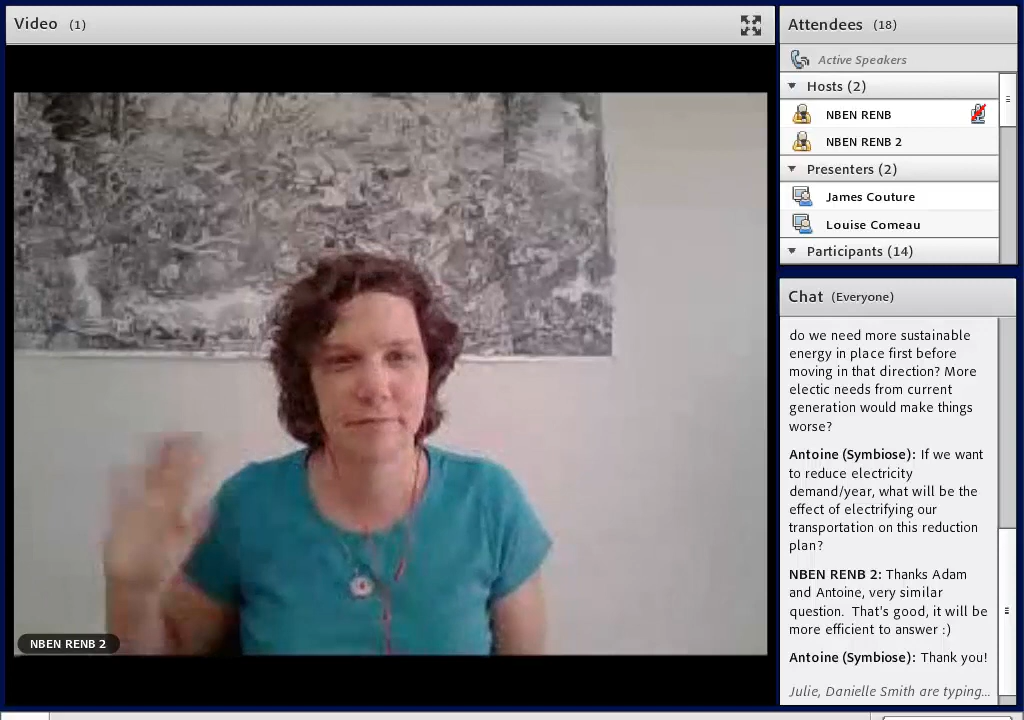 Video (1)
NBEN RENB 2
Attendees (18)
Active Speakers
Hosts (2)
NBEN RENB
NBEN RENB 2
Presenters (2)
James Couture
Louise Comeau
Participants (14)
Chat (Everyone)
do we need more sustainable
energy in place first before
moving in that direction? More
electic needs from current
generation would make things
worse?
Antoine (Symbiose): If we want
to reduce electricity
demand/year, what will be the
effect of electrifying our
transportation on this reduction
plan?
NBEN RENB 2: Thanks Adam
and Antoine, very similar
question. That's good, it will be
more efficient to answer :)
Antoine (Symbiose): Thank you!
Julie, Danielle Smith are typing...